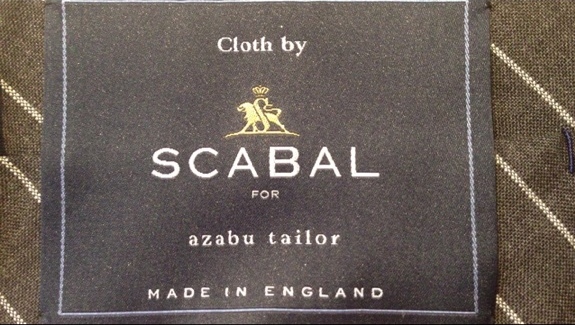 Cloth by
SCABAL
FOR
azabu tailor
MADE IN ENGLAND